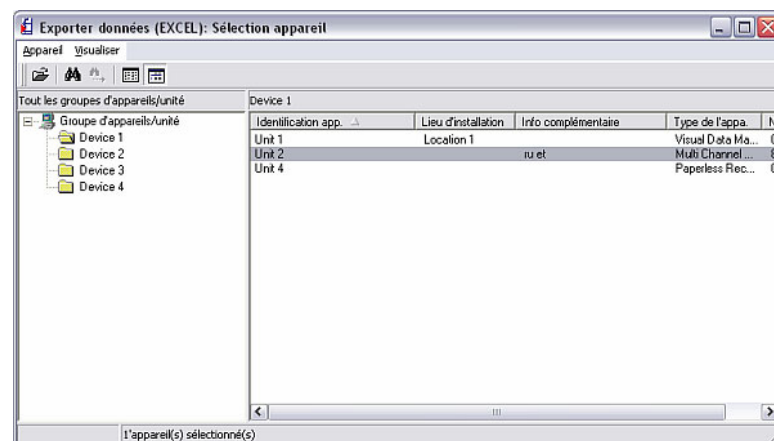 Exporter données (EXCEL): Sélection appareil
Appareil Visualiser
Tout les groupes d'appareils/unité Device 1
Groupe d'appareils/unité
Device 1
Device 2
Device 3
Device 4
Identification app. Lieu d'installation Info complémentaire Type de l'appa.
Unit 1 Location 1 Visual Data Ma...
Unit 2 ru et Multi Channel ...
Unit 4 Paperless Rec...
1'appareil(s) sélectionné(s)